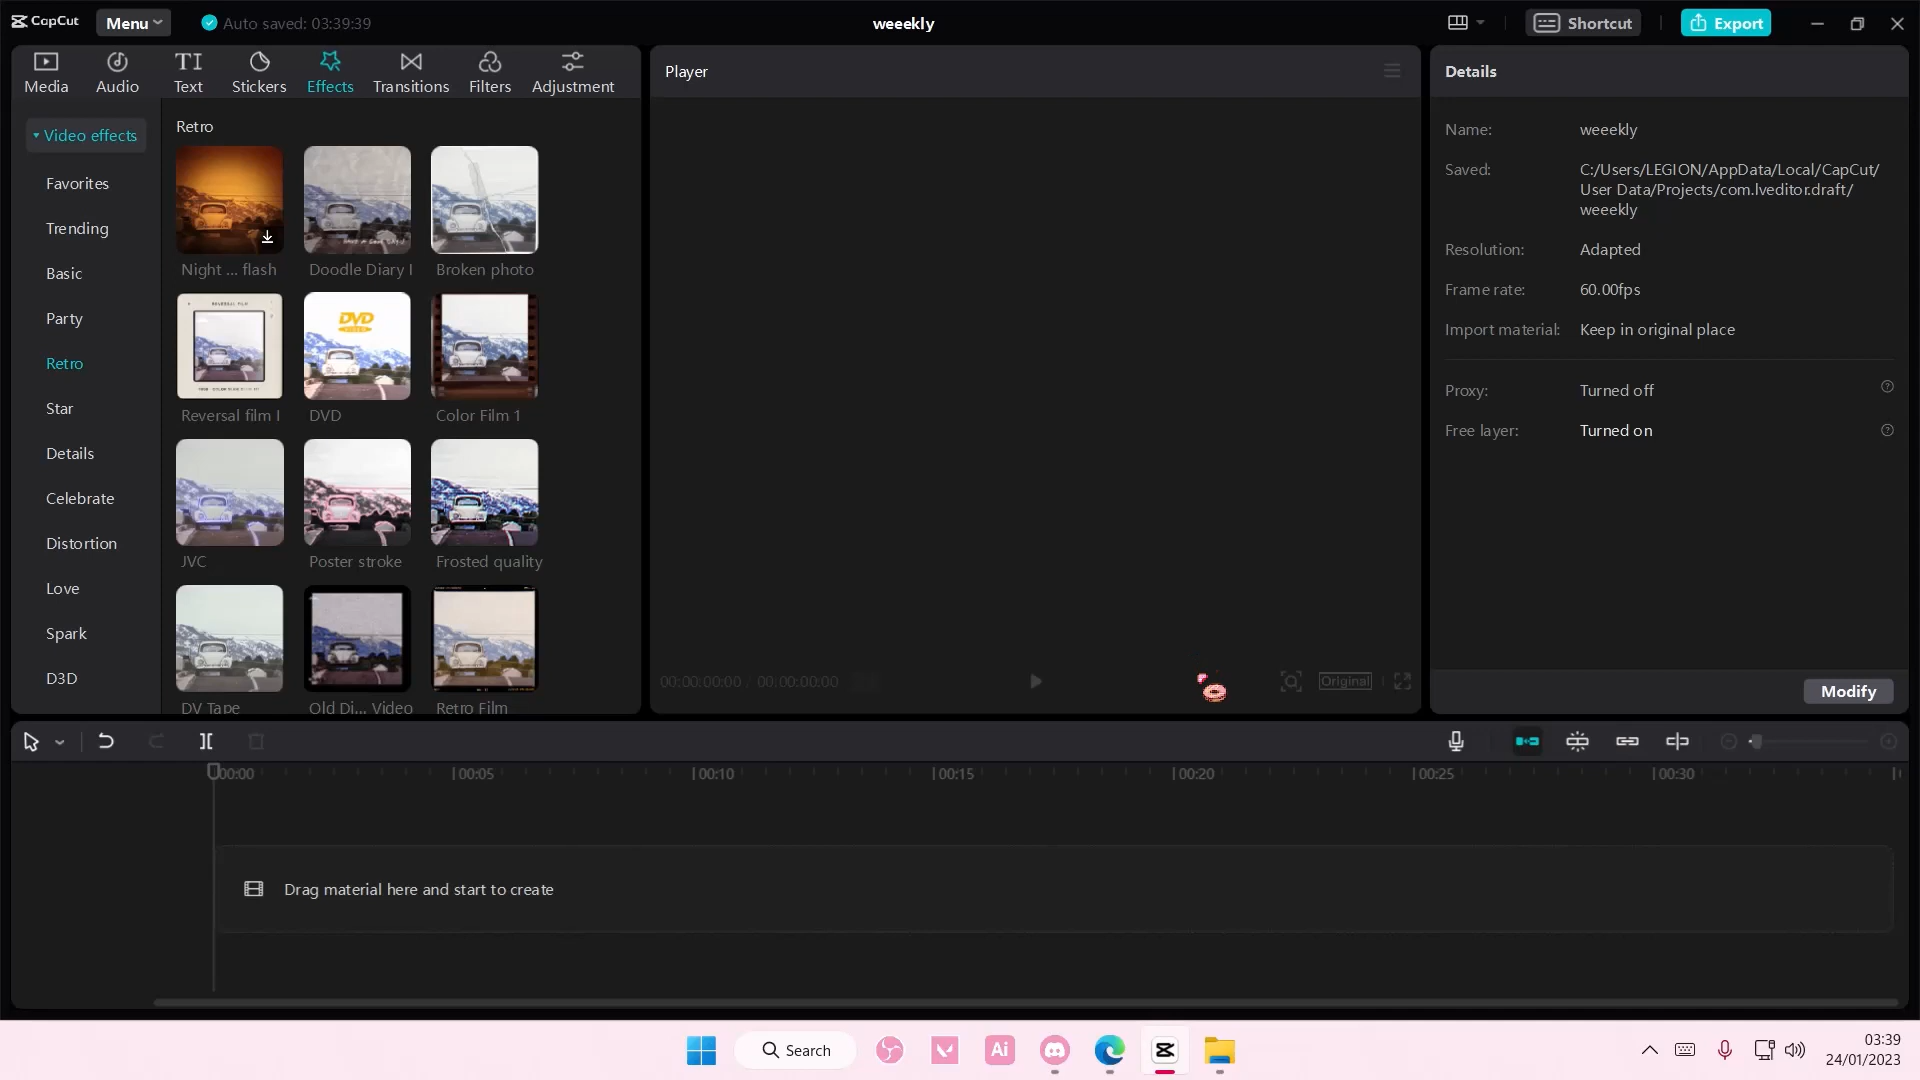 CapCut
Menu
Auto saved: 03:39:39
weeekly
Shortcut
Export
Media
Audio
TI
Text
Stickers
Effects
Transitions
Filters
Adjustment
Player
Details
Video effects
Favorites
Trending
Basic
Party
Retro
Star
Details
Celebrate
Distortion
Love
Spark
D3D
Retro
Night ... flash
Doodle Diary I
Broken photo
REVERSAL FILM
DVD
VIDEO
Reversal film I
DVD
Color Film 1
JVC
Poster stroke
Frosted quality
DV Tape
Old Di... Video
Retro Film
00:00:00:00 / 00:00:00:00
Original
Name:
weeekly
Saved:
C:/Users/LEGION/AppData/Local/CapCut/
User Data/Projects/com.lveditor.draft/
weeekly
Resolution:
Adapted
Frame rate:
60.00fps
Import material:
Keep in original place
Proxy:
Turned off
Free layer:
Turned on
Modify
00:00
00:05
00:10
00:15
00:20
00:25
00:30
Drag material here and start to create
Search
Ai
03:39
24/01/2023